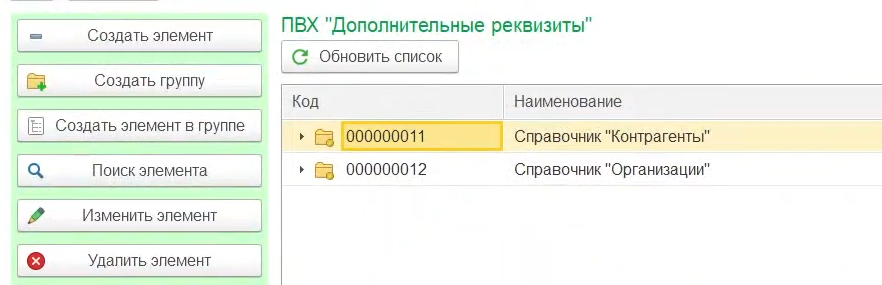 Создать элемент
Создать группу
Создать элемент в группе
Поиск элемента
Изменить элемент
Удалить элемент
ПВХ "Дополнительные реквизиты"
Обновить список
Код Наименование
000000011 Справочник "Контрагенты"
000000012 Справочник "Организации"